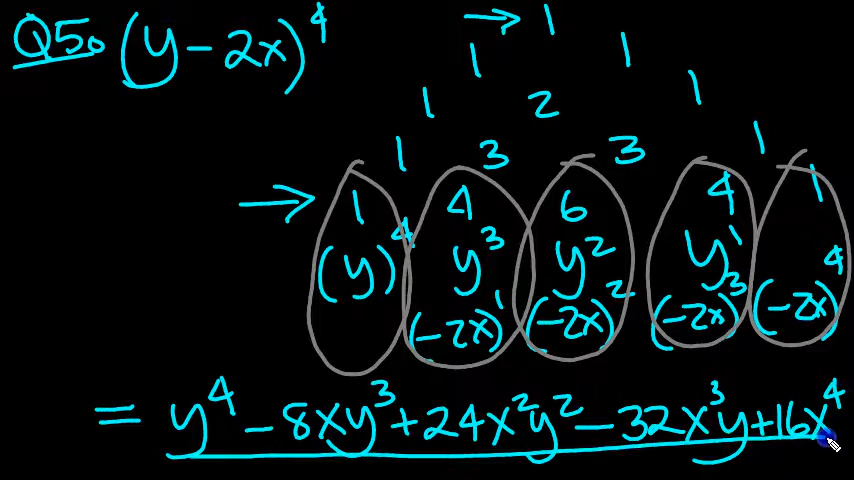 Q5. (y - 2x)^4 → 1
1 1
1 2 1
1 3 3 1
→ 1 4 6 4 1
(y)^4 y^3 y^2 y^1
(-2x)^1 (-2x)^2 (-2x)^3 (-2x)^4
= y^4 - 8xy^3 + 24x^2y^2 - 32x^3y + 16x^4